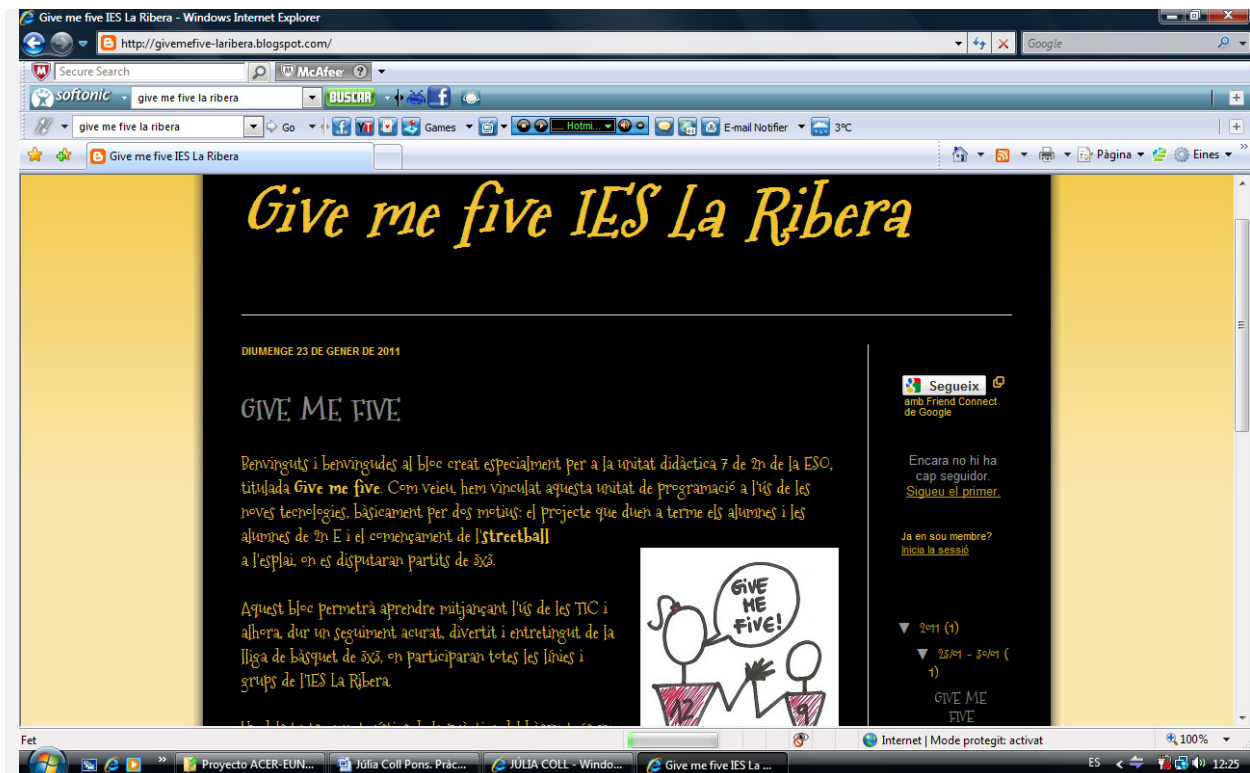 Give me five IES La Ribera - Windows Internet Explorer
http://givemefive-laribera.blogspot.com/
Google
Secure Search
McAfee
softonic
give me five la ribera
BUSCAR
give me five la ribera
Go
Games
Hotmi...
E-mail Notifier
3ºC
Give me five IES La Ribera
Pàgina
Eines
Give me five IES La Ribera
DIUMENGE 23 DE GENER DE 2011
GIVE ME FIVE
Benvinguts i benvingudes al bloc creat especialment per a la unitat didàctica 7 de 2n de la ESO,
titulada Give me five. Com veieu, hem vinculat aquesta unitat de programació a l'ús de les
noves tecnologies, bàsicament per dos motius: el projecte que duen a terme els alumnes i les
alumnes de 2n E i el començament de l'streetball
a l'esplai, on es disputaran partits de 3x3.
Aquest bloc permetrà aprendre mitjançant l'ús de les TIC i
alhora, dur un seguiment acurat, divertit i entretingut de la
lliga de bàsquet de 3x3, on participaran totes les línies i
grups de l'IES La Ribera.
GIVE
ME
FIVE!
12
9
Segueix
amb Friend Connect
de Google
Encara no hi ha
cap seguidor.
Sigueu el primer.
Ja en sou membre?
Inicia la sessió
▼ 2011 (1)
▼ 23/01 - 30/01 (
1)
GIVE ME
FIVE
Fet
Internet | Mode protegit: activat
100%
Proyecto ACER-EUN...
Júlia Coll Pons. Pràc...
JÚLIA COLL - Windo...
Give me five IES La ...
ES
12:25